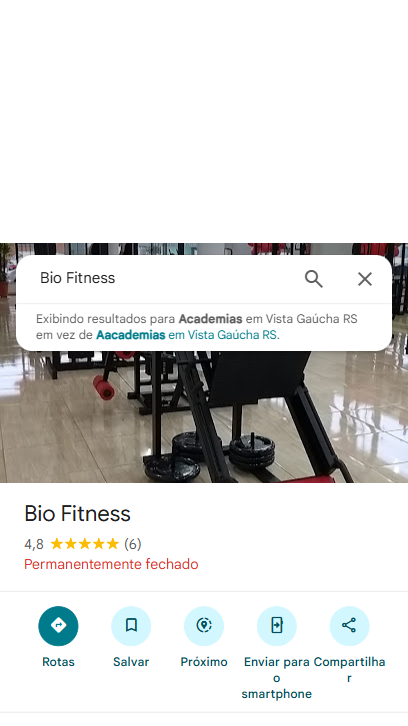 Bio Fitness
Exibindo resultados para Academias em Vista Gaúcha RS
em vez de Aacademias em Vista Gaúcha RS.
Bio Fitness
4,8 ★★★★★ (6)
Permanentemente fechado
Rotas
Salvar
Próximo
Enviar para
o
smartphone
Compartilha
r